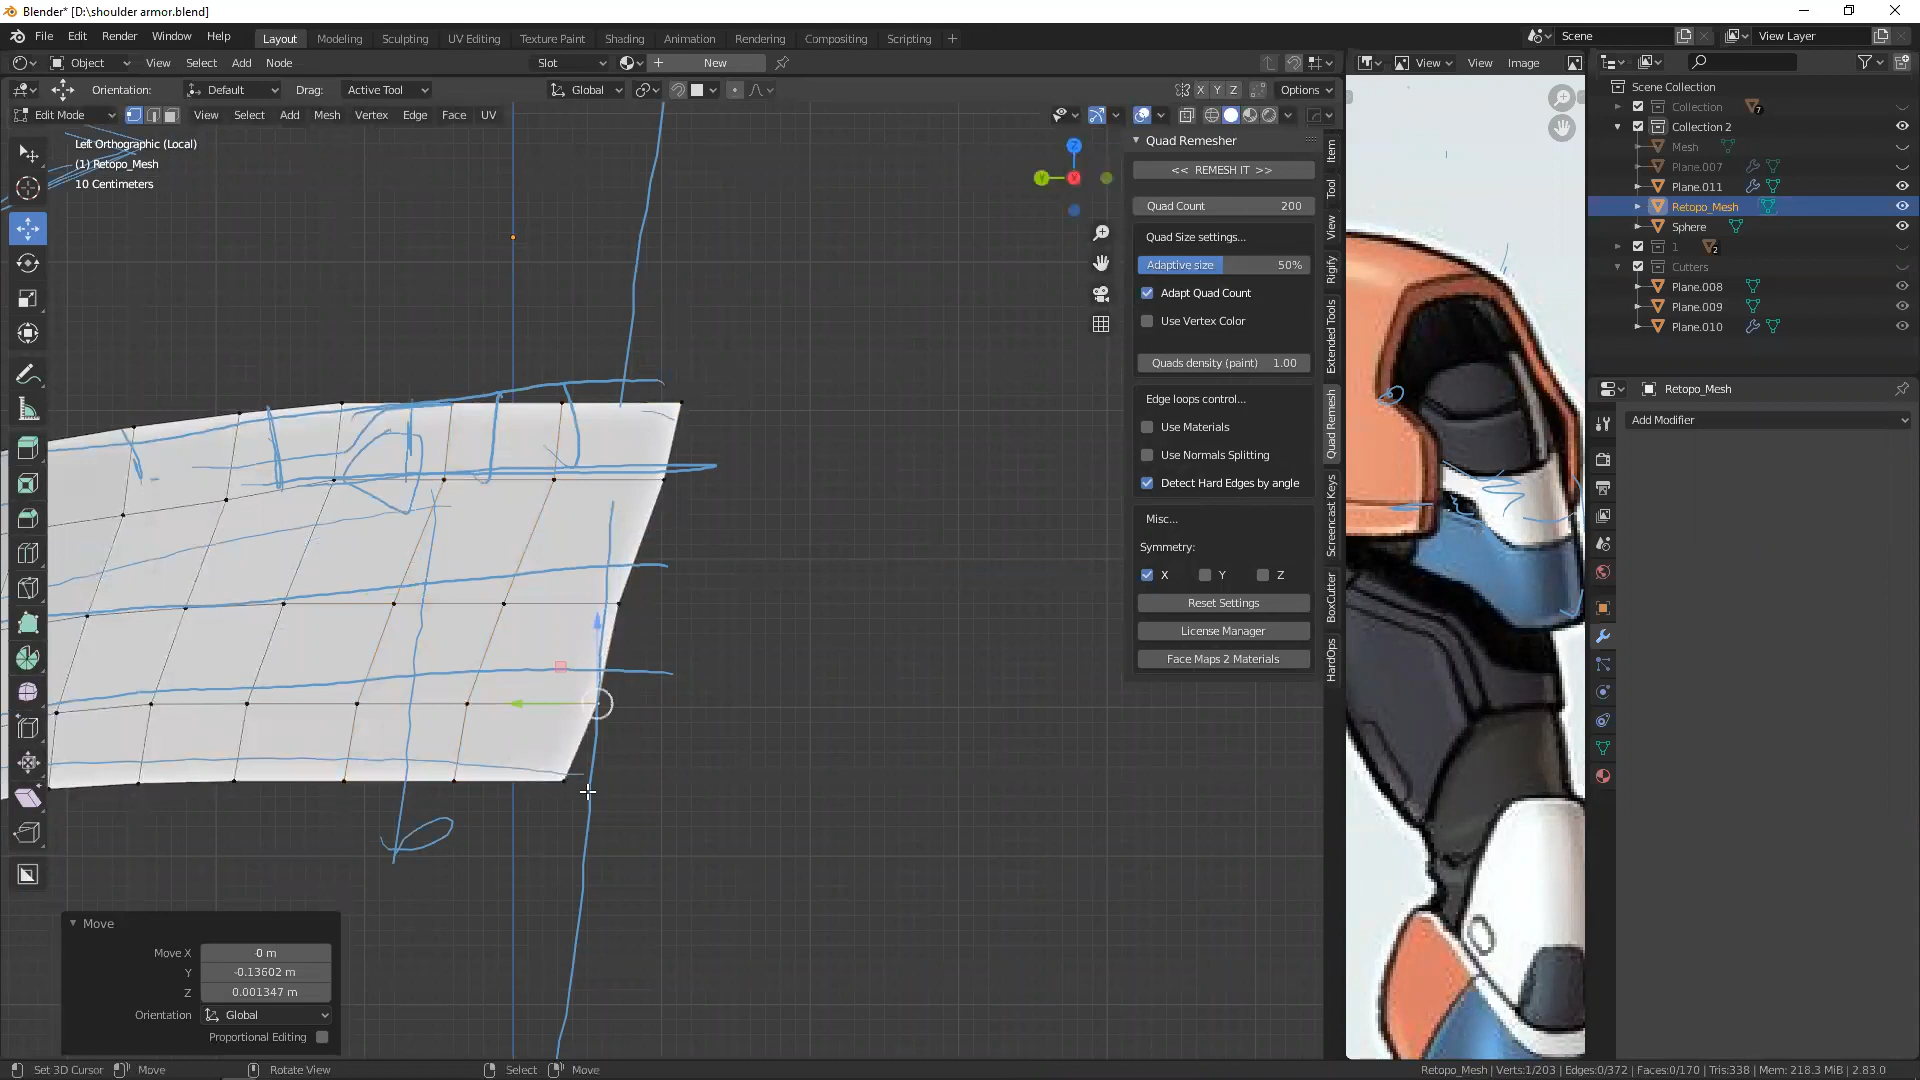 Blender* [D:\shoulder armor.blend]
File Edit Render Window Help Layout Modeling Sculpting UV Editing Texture Paint Shading Animation Rendering Compositing Scripting Scene View Layer
Object View Select Add Node Slot New View View Image
Orientation: Default Drag: Active Tool Global X Y Z Options
Edit Mode View Select Add Mesh Vertex Edge Face UV
Left Orthographic (Local)
(1) Retopo_Mesh
10 Centimeters
Z
Y
X
Quad Remesher
<< REMESH IT >>
Quad Count 200
Quad Size settings...
Adaptive size 50%
Adapt Quad Count
Use Vertex Color
Quads density (paint) 1.00
Edge loops control...
Use Materials
Use Normals Splitting
Detect Hard Edges by angle
Misc...
Symmetry:
X Y Z
Reset Settings
License Manager
Face Maps 2 Materials
Item
Tool
View
Rigify
Extended Tools
Quad Remesh
Screencast Keys
BoxCutter
HardOps
Scene Collection
Collection 7
Collection 2
Mesh
Plane.007
Plane.011
Retopo_Mesh
Sphere
1 2
Cutters
Plane.008
Plane.009
Plane.010
Retopo_Mesh
Add Modifier
Move
Move X -0 m
Y -0.13602 m
Z 0.001347 m
Orientation Global
Proportional Editing
Set 3D Cursor Move Rotate View Select Move
Retopo_Mesh | Verts:1/203 | Edges:0/372 | Faces:0/170 | Tris:338 | Mem: 218.3 MiB | 2.83.0